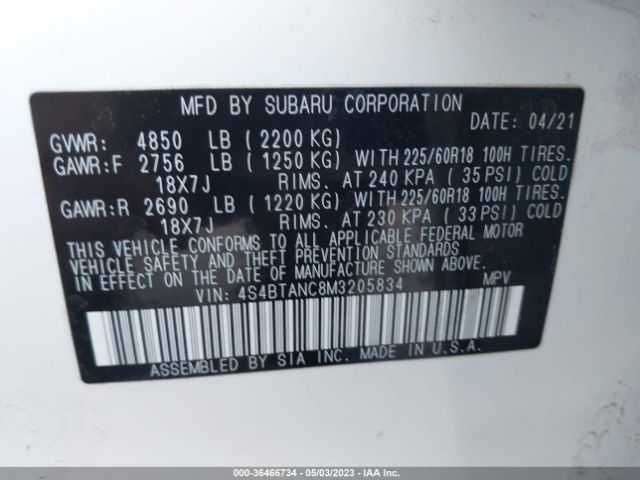 MFD BY SUBARU CORPORATION
DATE: 04/21
GVWR: 4850 LB (2200 KG)
GAWR:F 2756 LB (1250 KG) WITH 225/60R18 100H TIRES.
18X7J RIMS. AT 240 KPA (35 PSI) COLD
GAWR:R 2690 LB (1220 KG) WITH 225/60R18 100H TIRES.
18X7J RIMS. AT 230 KPA (33 PSI) COLD
THIS VEHICLE CONFORMS TO ALL APPLICABLE FEDERAL MOTOR
VEHICLE SAFETY AND THEFT PREVENTION STANDARDS
IN EFFECT ON THE DATE OF MANUFACTURE SHOWN ABOVE.
VIN: 4S4BTANC8M3205834 MPV
ASSEMBLED BY SIA INC. MADE IN U.S.A.
000-36466734 - 05/03/2023 - IAAI.COM